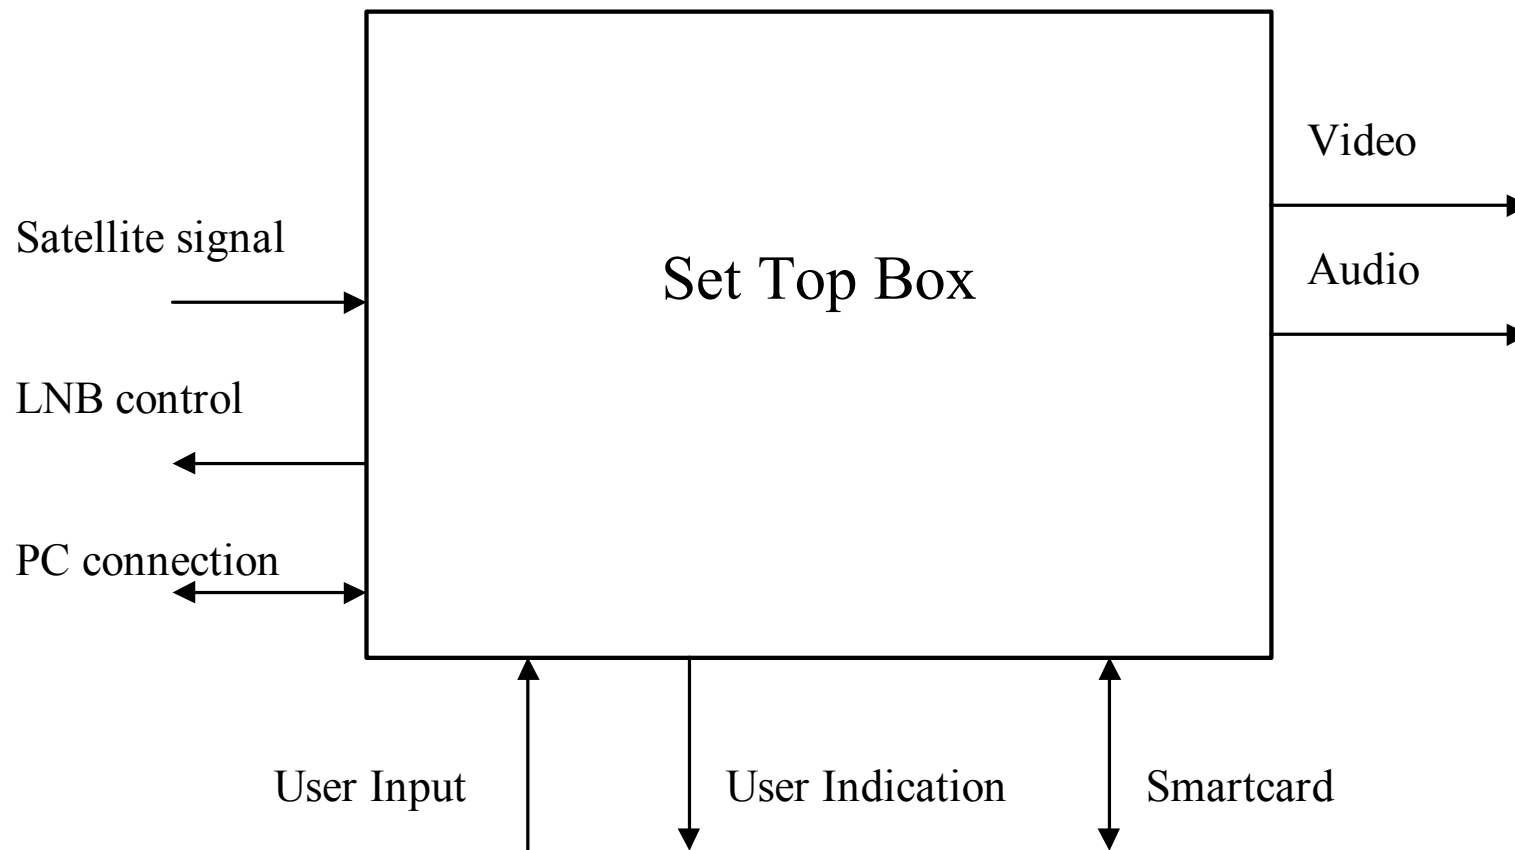 Video
Satellite signal
Set Top Box
Audio
LNB control
PC connection
User Input
User Indication
Smartcard